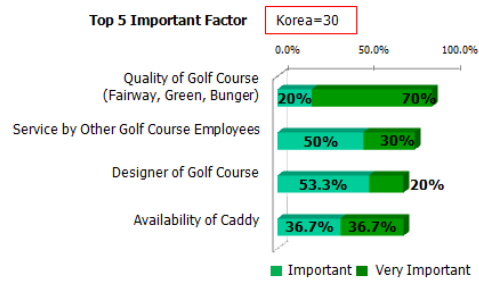 Top 5 Important Factor
Korea=30
0.0% 50.0% 100.0%
Quality of Golf Course
(Fairway, Green, Bunger)
20% 70%
Service by Other Golf Course Employees
50% 30%
Designer of Golf Course
53.3% 20%
Availability of Caddy
36.7% 36.7%
Important Very Important